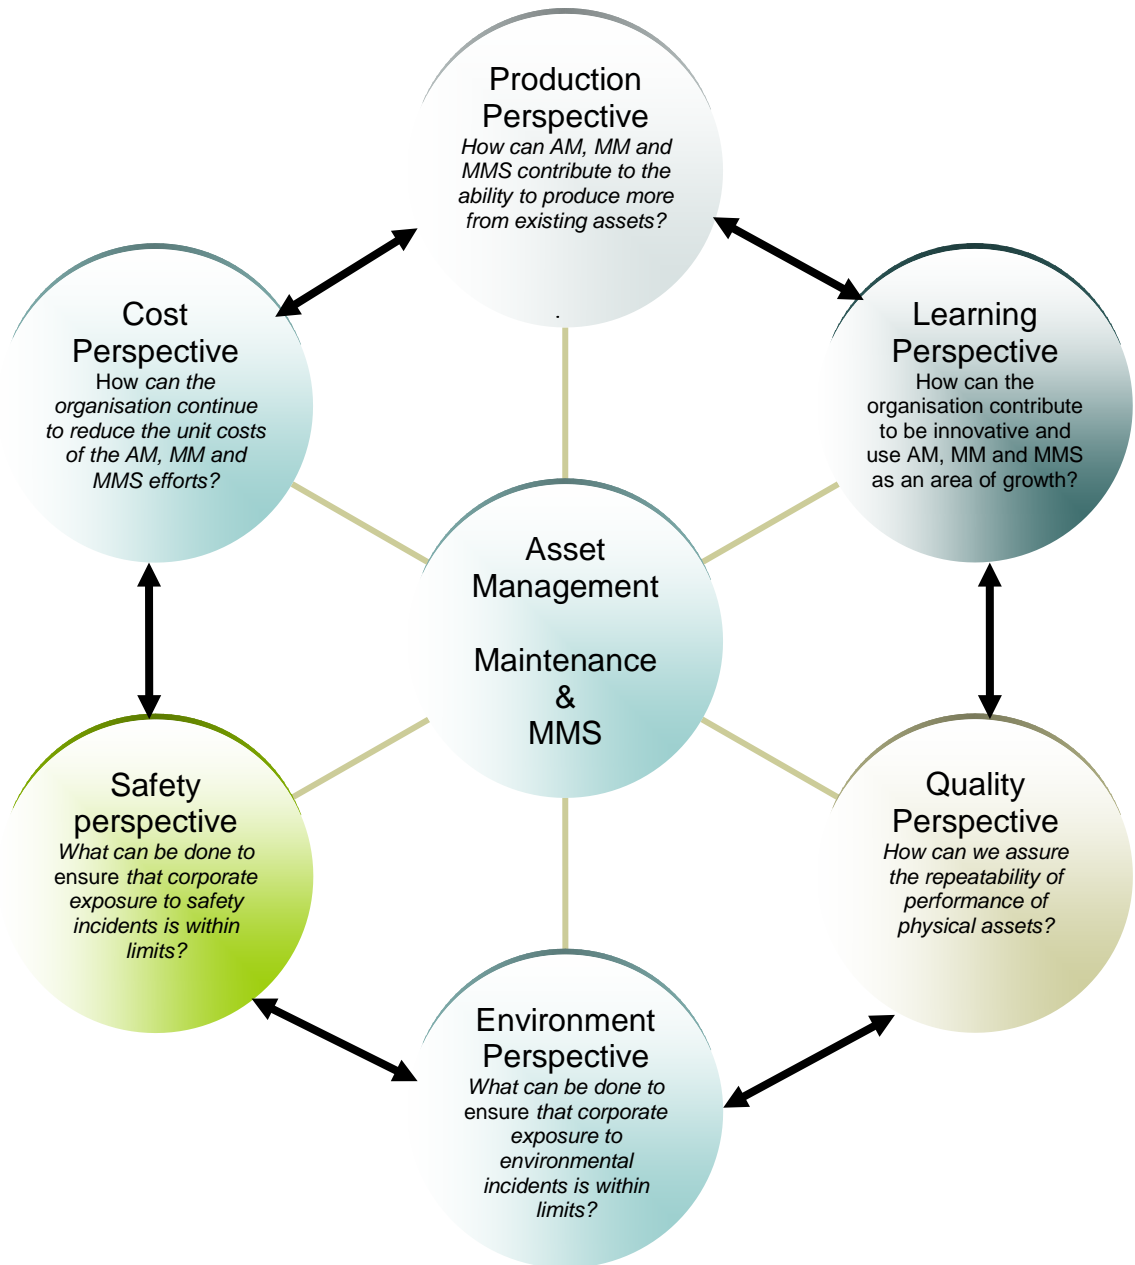 Production
Perspective
How can AM, MM and
MMS contribute to the
ability to produce more
from existing assets?
.
Cost
Perspective
How can the
organisation continue
to reduce the unit costs
of the AM, MM and
MMS efforts?
Learning
Perspective
How can the
organisation contribute
to be innovative and
use AM, MM and MMS
as an area of growth?
Asset
Management
Maintenance
&
MMS
Safety
perspective
What can be done to
ensure that corporate
exposure to safety
incidents is within
limits?
Quality
Perspective
How can we assure
the repeatability of
performance of
physical assets?
Environment
Perspective
What can be done to
ensure that corporate
exposure to
environmental
incidents is within
limits?